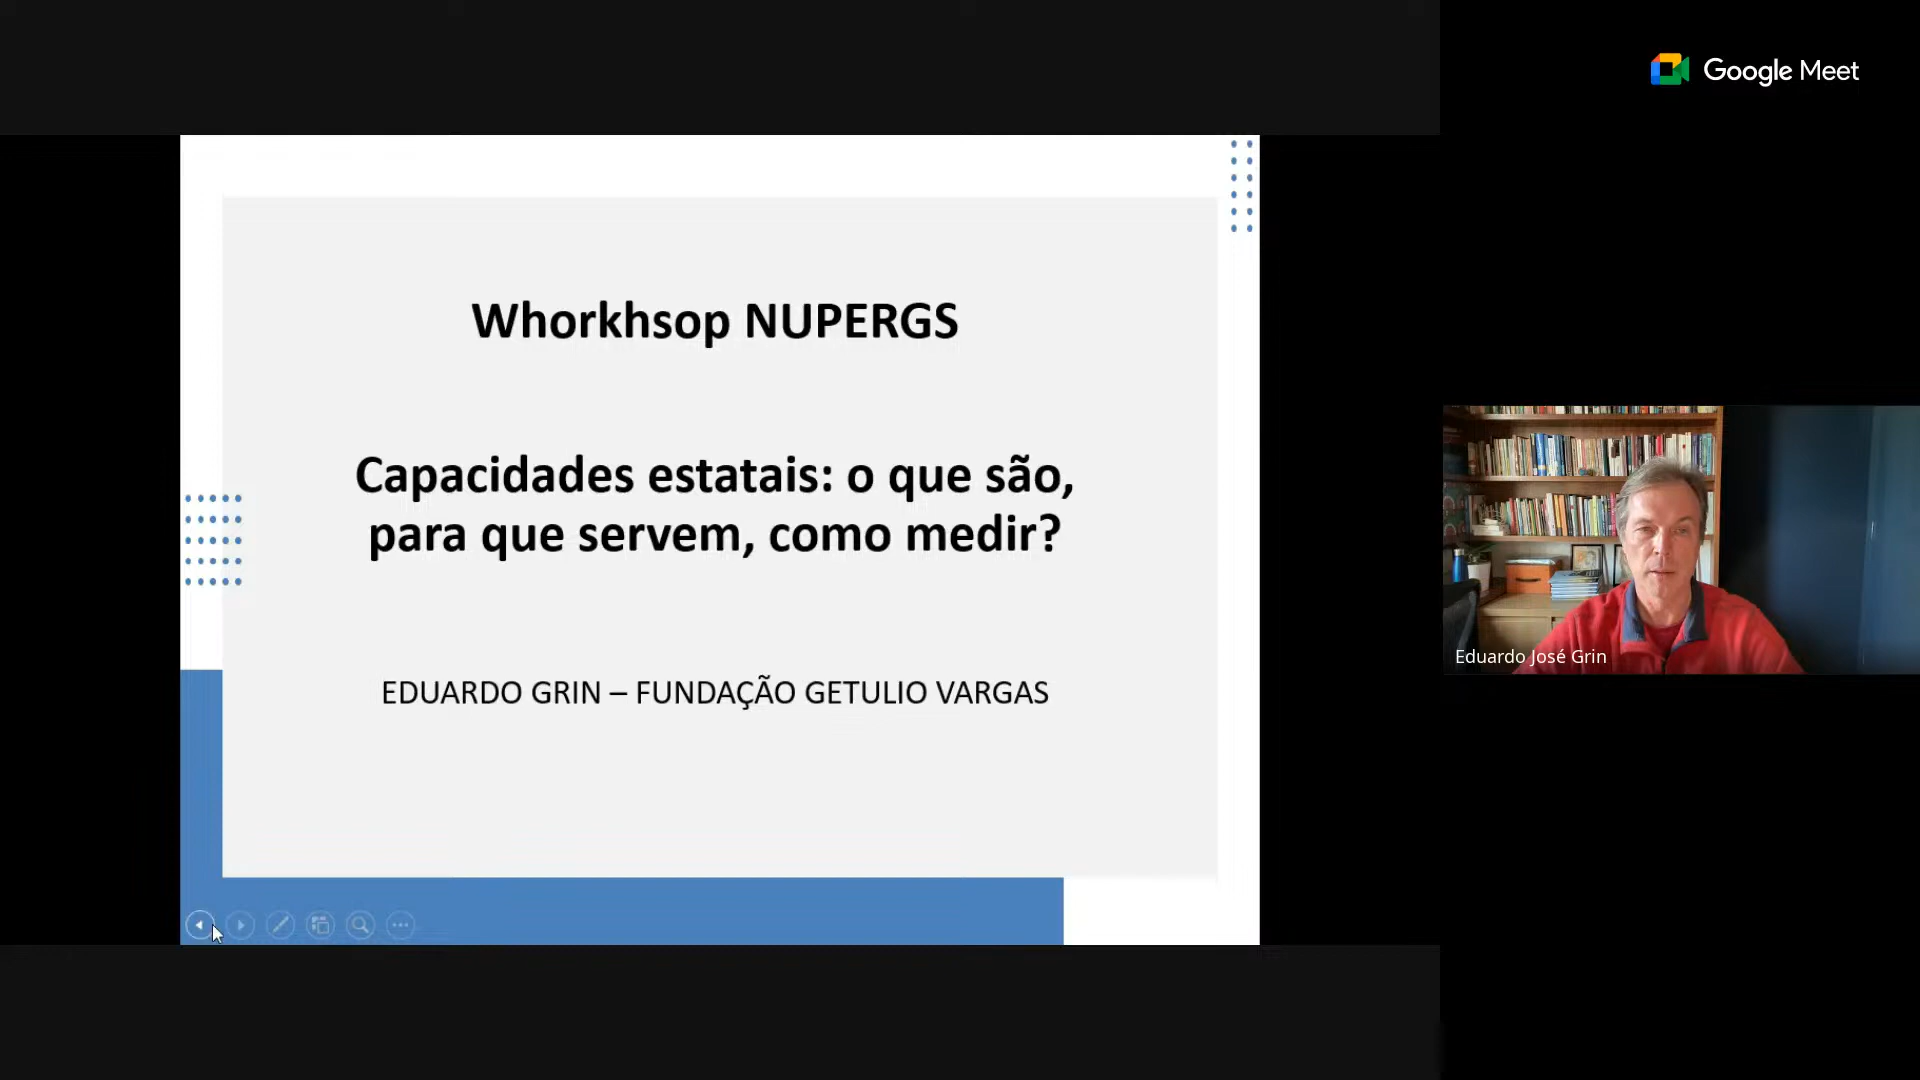 Google Meet
Whorkhsop NUPERGS
Capacidades estatais: o que são,
para que servem, como medir?
EDUARDO GRIN – FUNDAÇÃO GETULIO VARGAS
Eduardo José Grin